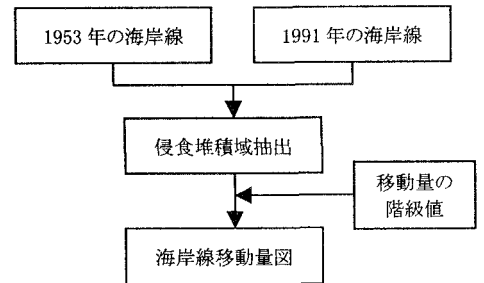 1953 年の海岸線
1991 年の海岸線
侵食堆積域抽出
移動量の
階級値
海岸線移動量図